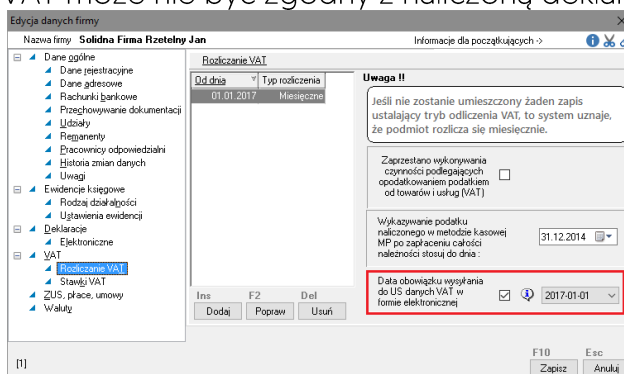 VAT może nie być zgodny z naliczoną deklar
Edycja danych firmy
Nazwa firmy Solidna Firma Rzetelny Jan
Informacje dla początkujących ->
Dane ogólne
Dane rejestracyjne
Dane adresowe
Rachunki bankowe
Przechowywanie dokumentacji
Udziały
Remanenty
Pracownicy odpowiedzialni
Historia zmian danych
Uwagi
Ewidencje księgowe
Rodzaj działalności
Ustawienia ewidencji
Deklaracje
Elektroniczne
VAT
Rozliczanie VAT
Stawki VAT
ZUS, płace, umowy
Waluty
Rozliczanie VAT
Od dnia Typ rozliczenia
01.01.2017 Miesięczne
Ins F2 Del
Dodaj Popraw Usuń
Uwaga !!
Jeśli nie zostanie umieszczony żaden zapis
ustalający tryb odliczenia VAT, to system uznaje,
że podmiot rozlicza się miesięcznie.
Zaprzestano wykonywania
czynności podlegających
opodatkowaniem podatkiem
od towarów i usług (VAT)
Wykazywanie podatku
naliczonego w metodzie kasowej
MP po zapłaceniu całości
należności stosuj do dnia :
31.12.2014
Data obowiązku wysyłania
do US danych VAT w
formie elektronicznej
2017-01-01
F10 Esc
Zapisz Anuluj
[1]